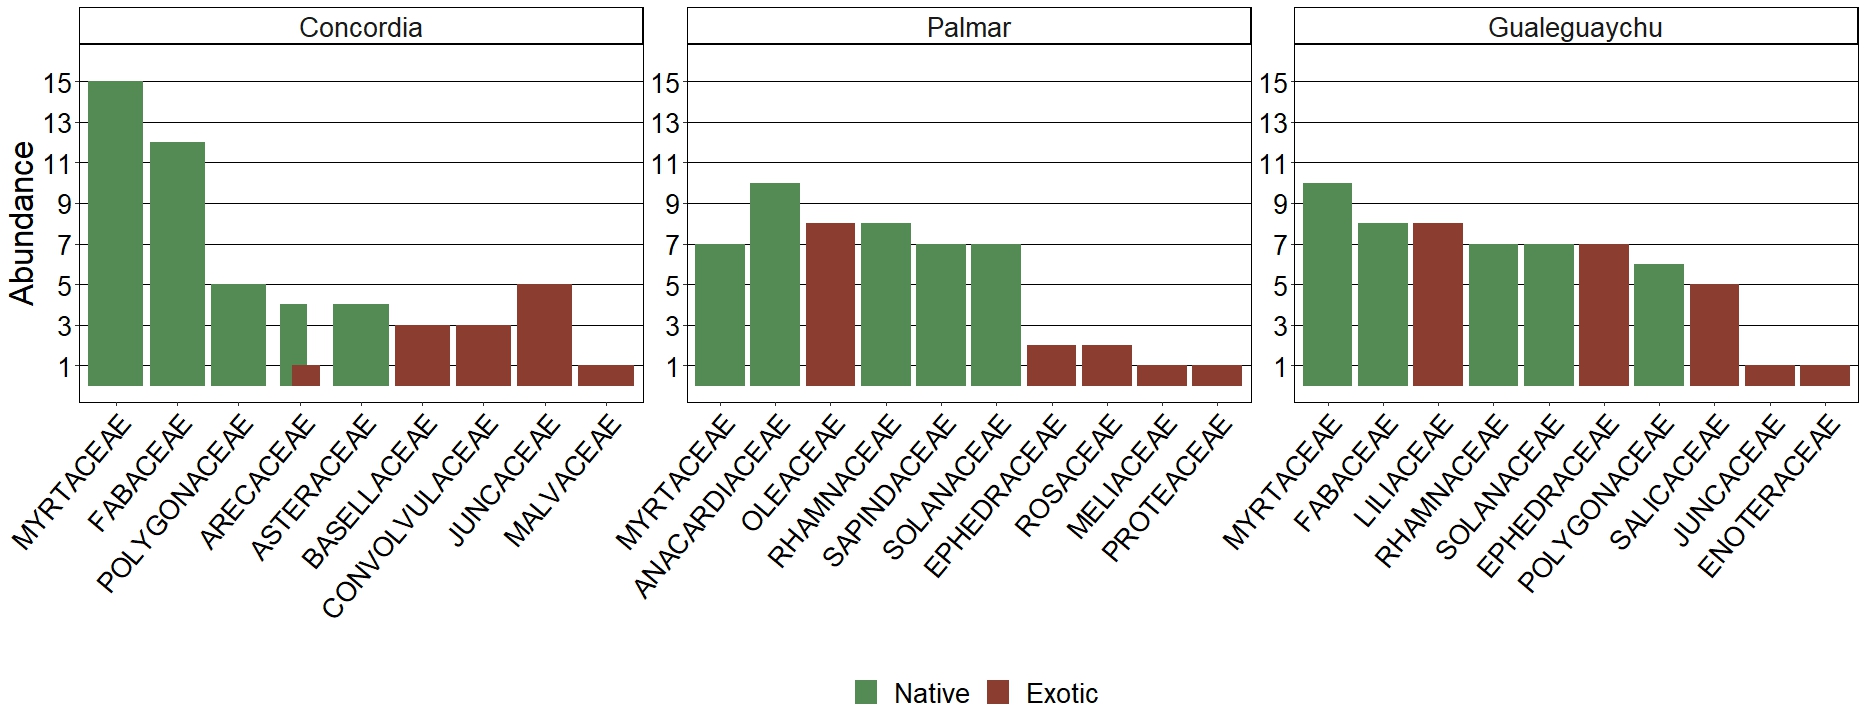 Concordia
Palmar
Gualeguaychu
Abundance
15
13
11
9
7
5
3
1
15
13
11
9
7
5
3
1
15
13
11
9
7
5
3
1
MYRTACEAE
FABACEAE
POLYGONACEAE
ARECACEAE
ASTERACEAE
BASELLACEAE
CONVOLVULACEAE
JUNCACEAE
MALVACEAE
MYRTACEAE
ANACARDIACEAE
OLEACEAE
RHAMNACEAE
SAPINDACEAE
SOLANACEAE
EPHEDRACEAE
ROSACEAE
MELIACEAE
PROTEACEAE
MYRTACEAE
FABACEAE
LILIACEAE
RHAMNACEAE
SOLANACEAE
EPHEDRACEAE
POLYGONACEAE
SALICACEAE
JUNCACEAE
ENOTERACEAE
Native Exotic